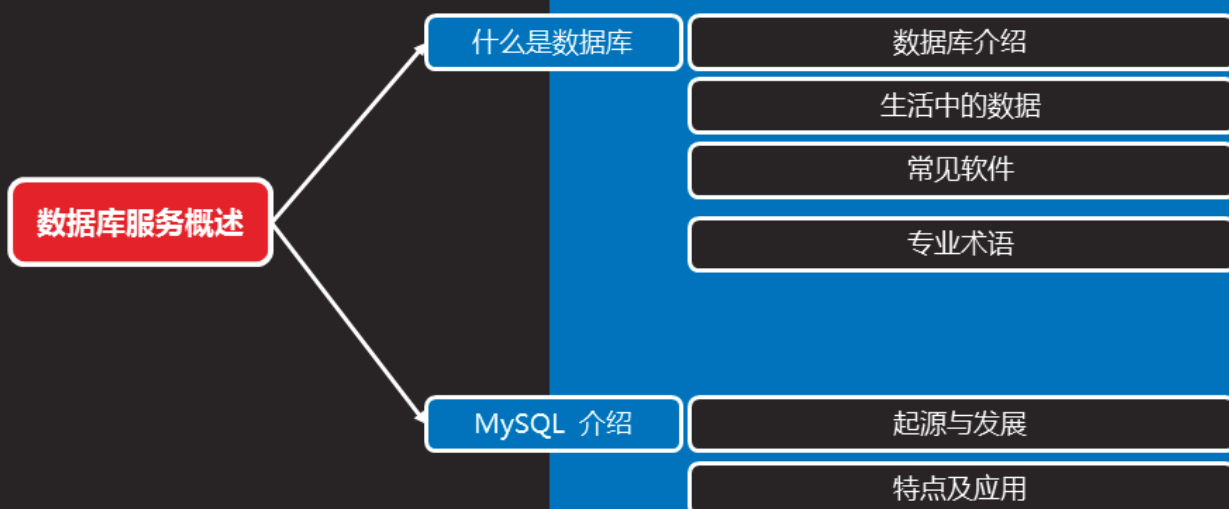 什么是数据库
数据库介绍
生活中的数据
常见软件
数据库服务概述
专业术语
MySQL 介绍
起源与发展
特点及应用